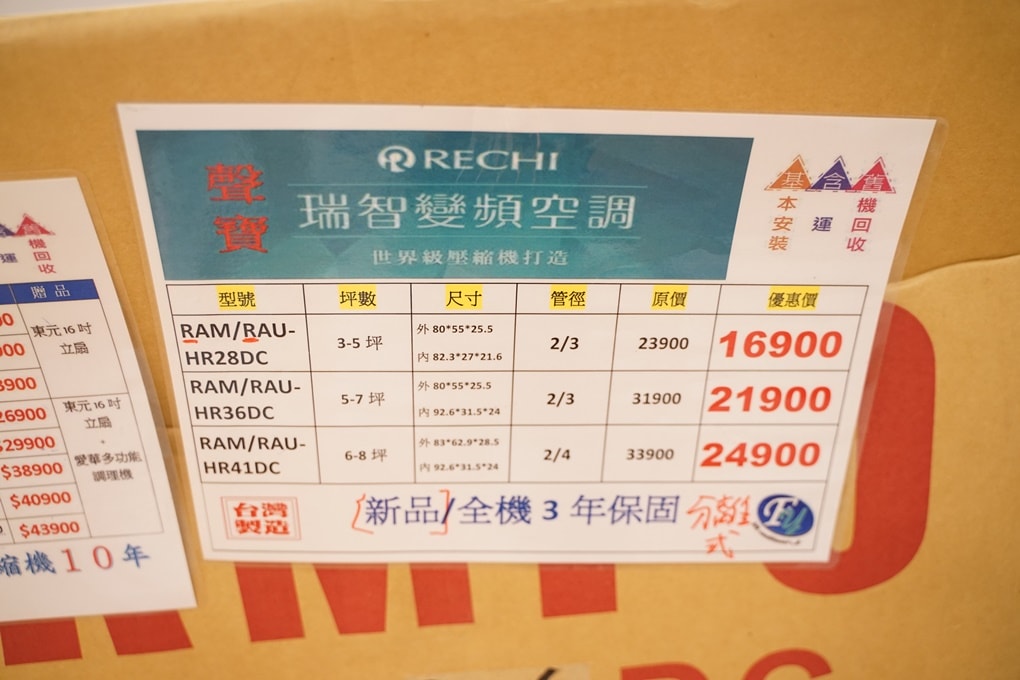 RECHI
聲寶
瑞智變頻空調
世界級壓縮機打造
基 含 舊
本安裝 運 機回收
型號 坪數 尺寸 管徑 原價 優惠價
RAM/RAU-HR28DC 3-5 坪 外 80*55*25.5 內 82.3*27*21.6 2/3 23900 16900
RAM/RAU-HR36DC 5-7 坪 外 80*55*25.5 內 92.6*31.5*24 2/3 31900 21900
RAM/RAU-HR41DC 6-8 坪 外 83*62.9*28.5 內 92.6*31.5*24 2/4 33900 24900
台灣製造
[新品]/全機 3 年保固 分離式
運 機回收
贈品
東元 16 吋
立扇
東元 16 吋
立扇
+
愛華多功能
調理機
26900
$29900
$38900
$40900
$43900
縮機10年